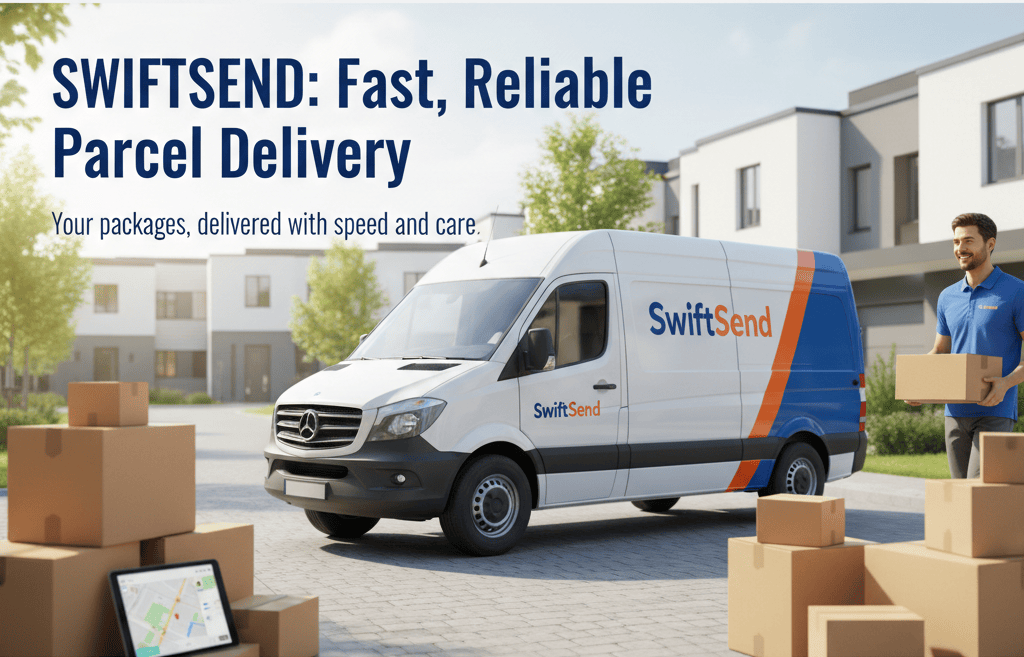 SWIFTSEND: Fast, Reliable
Parcel Delivery
Your packages, delivered with speed and care.
SwiftSend
SwiftSend